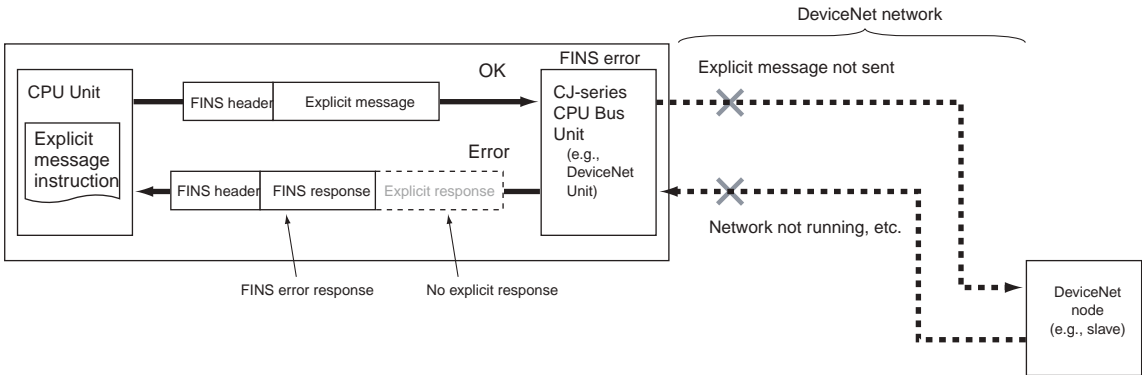 DeviceNet network
FINS error
OK
Explicit message not sent
CPU Unit
FINS header
Explicit message
CJ-series
CPU Bus
Unit
(e.g.,
DeviceNet
Unit)
Explicit
message
instruction
Error
FINS header
FINS response
Explicit response
Network not running, etc.
FINS error response
No explicit response
DeviceNet
node
(e.g., slave)